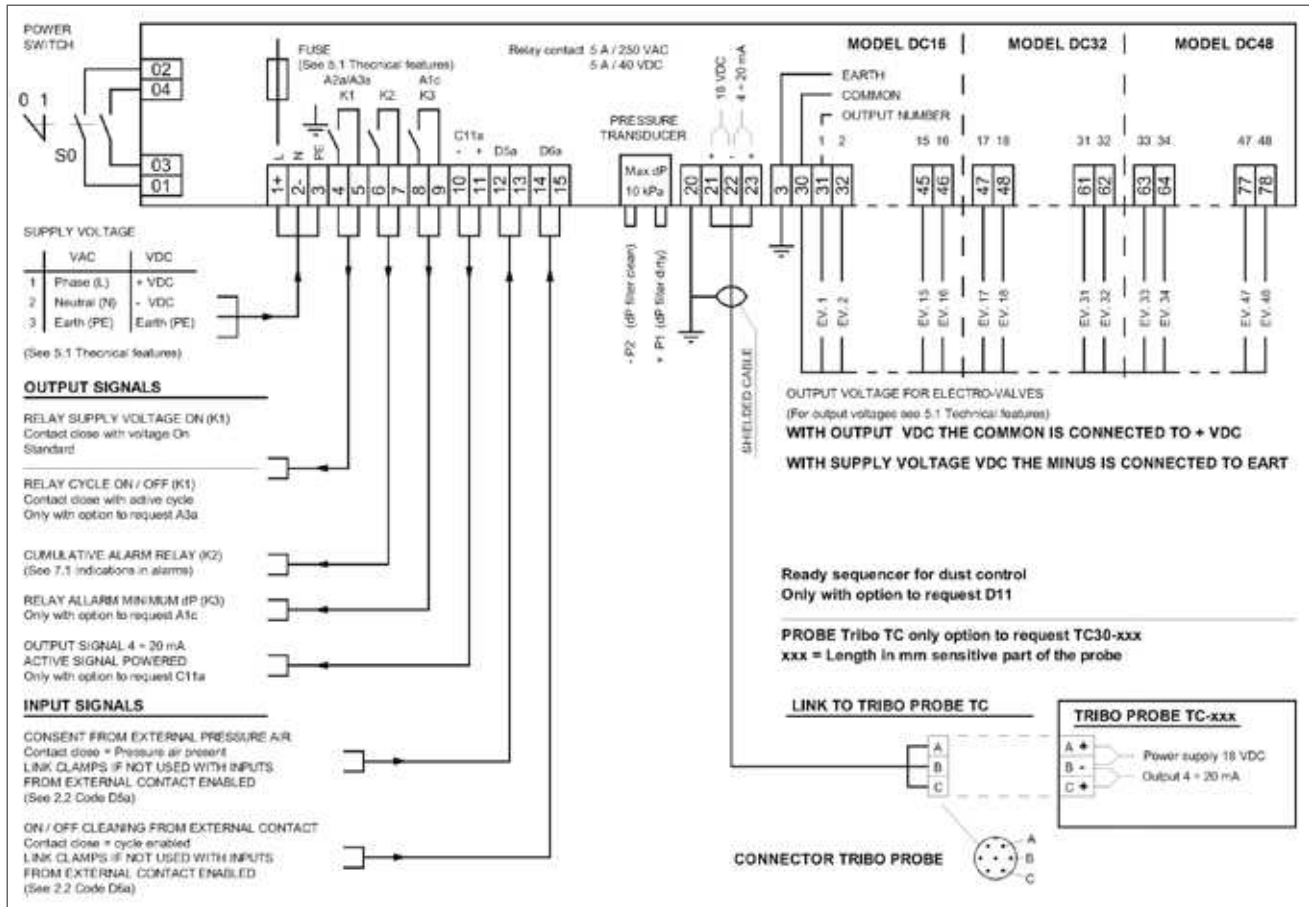 POWER
SWITCH
02
04
0 1
S0
03
01
FUSE
(See 5.1 Thecnical features)
A2a/A3a
K1
K2
A1c
K3
Relay contact 5 A / 250 VAC
5 A / 40 VDC
L
N
PE
C11a
- +
D5a
D6a
1+
2-
3
4
5
6
7
8
9
10
11
12
13
14
15
PRESSURE
TRANSDUCER
Max dP
10 kPa
- P2 (dP filter clean)
+ P1 (dP filter dirty)
18 VDC
4 ÷ 20 mA
+ - +
20
21
22
23
SHIELDED CABLE
MODEL DC16
MODEL DC32
MODEL DC48
EARTH
COMMON
OUTPUT NUMBER
1 2 15 16 17 18 31 32 33 34 47 48
3
30
31
32
45
46
47
48
61
62
63
64
77
78
EV. 1
EV. 2
EV. 15
EV. 16
EV. 17
EV. 18
EV. 31
EV. 32
EV. 33
EV. 34
EV. 47
EV. 48
SUPPLY VOLTAGE
VAC VDC
1 Phase (L) + VDC
2 Neutral (N) - VDC
3 Earth (PE) Earth (PE)
(See 5.1 Thecnical features)
OUTPUT SIGNALS
RELAY SUPPLY VOLTAGE ON (K1)
Contact close with voltage On
Standard
RELAY CYCLE ON / OFF (K1)
Contact close with active cycle
Only with option to request A3a
CUMULATIVE ALARM RELAY (K2)
(See 7.1 indications in alarms)
RELAY ALLARM MINIMUM dP (K3)
Only with option to request A1c
OUTPUT SIGNAL 4 ÷ 20 mA
ACTIVE SIGNAL POWERED
Only with option to request C11a
INPUT SIGNALS
CONSENT FROM EXTERNAL PRESSURE AIR
Contact close = Pressure air present
LINK CLAMPS IF NOT USED WITH INPUTS
FROM EXTERNAL CONTACT ENABLED
(See 2.2 Code D5a)
ON / OFF CLEANING FROM EXTERNAL CONTACT
Contact close = cycle enabled
LINK CLAMPS IF NOT USED WITH INPUTS
FROM EXTERNAL CONTACT ENABLED
(See 2.2 Code D6a)
OUTPUT VOLTAGE FOR ELECTRO-VALVES
(For output voltages see 5.1 Technical features)
WITH OUTPUT VDC THE COMMON IS CONNECTED TO + VDC
WITH SUPPLY VOLTAGE VDC THE MINUS IS CONNECTED TO EART
Ready sequencer for dust control
Only with option to request D11
PROBE Tribo TC only option to request TC30-xxx
xxx = Length in mm sensitive part of the probe
LINK TO TRIBO PROBE TC
A
B
C
TRIBO PROBE TC-xxx
A +
B -
C +
Power supply 18 VDC
Output 4 ÷ 20 mA
CONNECTOR TRIBO PROBE
A
B
C